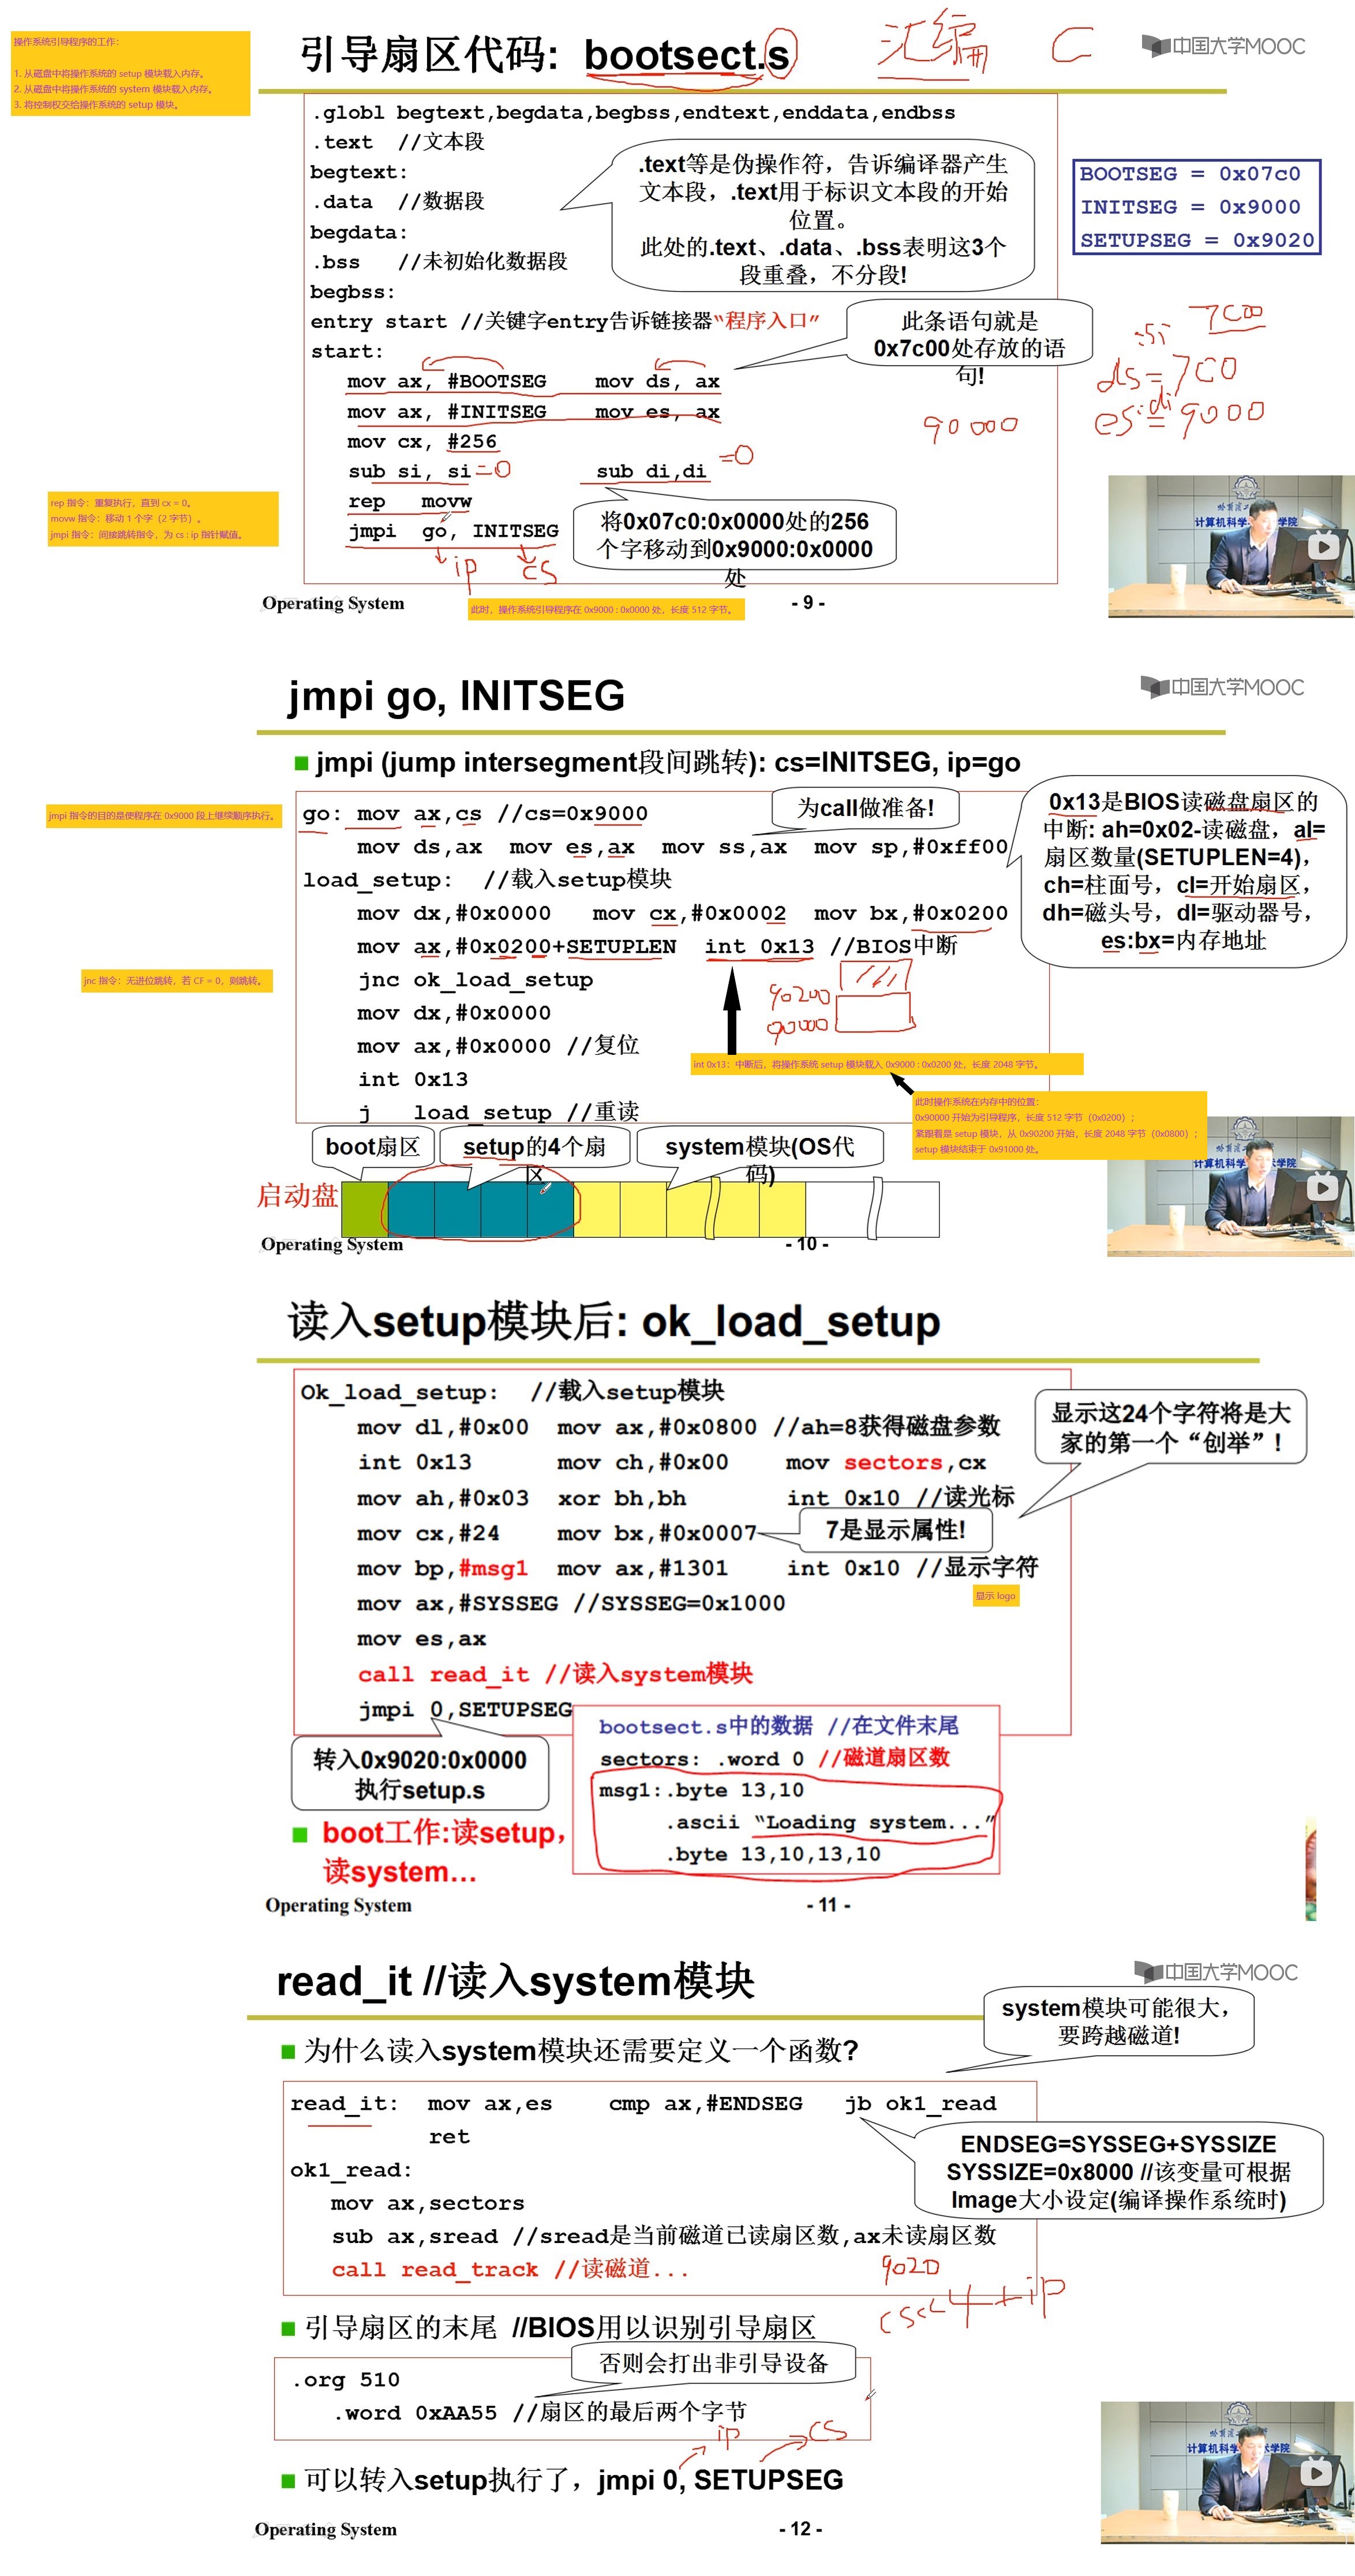 操作系统引导程序的工作:
1. 从磁盘中将操作系统的 setup 模块载入内存。
2. 从磁盘中将操作系统的 system 模块载入内存。
3. 将控制权交给操作系统的 setup 模块。
引导扇区代码: bootsect.s
汇编 C
中国大学MOOC
.globl begtext,begdata,begbss,endtext,enddata,endbss
.text //文本段
begtext:
.data //数据段
begdata:
.bss //未初始化数据段
begbss:
entry start //关键字entry告诉链接器“程序入口”
start:
mov ax, #BOOTSEG mov ds, ax
mov ax, #INITSEG mov es, ax
mov cx, #256
sub si, si =0 sub di,di =0
rep movw
jmpi go, INITSEG
ip cs
.text等是伪操作符，告诉编译器产生
文本段，.text用于标识文本段的开始
位置。
此处的.text、.data、.bss表明这3个
段重叠，不分段!
BOOTSEG = 0x07c0
INITSEG = 0x9000
SETUPSEG = 0x9020
此条语句就是
0x7c00处存放的语
句!
7c00
:si
ds=7c0
:di
es=9000
90000
将0x07c0:0x0000处的256
个字移动到0x9000:0x0000
处
rep 指令：重复执行，直到 cx = 0。
movw 指令：移动 1 个字（2 字节）。
jmpi 指令：间接跳转指令，为 cs : ip 指针赋值。
计算机科学 术学院
Operating System
此时，操作系统引导程序在 0x9000 : 0x0000 处，长度 512 字节。
- 9 -
jmpi go, INITSEG
中国大学MOOC
jmpi (jump intersegment段间跳转): cs=INITSEG, ip=go
jmpi 指令的目的是使程序在 0x9000 段上继续顺序执行。
go: mov ax,cs //cs=0x9000
mov ds,ax mov es,ax mov ss,ax mov sp,#0xff00
load_setup: //载入setup模块
mov dx,#0x0000 mov cx,#0x0002 mov bx,#0x0200
mov ax,#0x0200+SETUPLEN int 0x13 //BIOS中断
jnc ok_load_setup
mov dx,#0x0000
mov ax,#0x0000 //复位
int 0x13
j load_setup //重读
为call做准备!
0x13是BIOS读磁盘扇区的
中断: ah=0x02-读磁盘，al=
扇区数量(SETUPLEN=4)，
ch=柱面号，cl=开始扇区，
dh=磁头号，dl=驱动器号，
es:bx=内存地址
jnc 指令：无进位跳转，若 CF = 0，则跳转。
90200
90000
int 0x13：中断后，将操作系统 setup 模块载入 0x9000 : 0x0200 处，长度 2048 字节。
此时操作系统在内存中的位置：
0x90000 开始为引导程序，长度 512 字节（0x0200）；
紧跟着是 setup 模块，从 0x90200 开始，长度 2048 字节（0x0800）；
setup 模块结束于 0x91000 处。
boot扇区
setup的4个扇
区
system模块(OS代
码)
启动盘
计算机科学 术学院
Operating System
- 10 -
读入setup模块后: ok_load_setup
Ok_load_setup: //载入setup模块
mov dl,#0x00 mov ax,#0x0800 //ah=8获得磁盘参数
int 0x13 mov ch,#0x00 mov sectors,cx
mov ah,#0x03 xor bh,bh int 0x10 //读光标
mov cx,#24 mov bx,#0x0007
mov bp,#msg1 mov ax,#1301 int 0x10 //显示字符
mov ax,#SYSSEG //SYSSEG=0x1000
mov es,ax
call read_it //读入system模块
jmpi 0,SETUPSEG
显示这24个字符将是大
家的第一个“创举”!
7是显示属性!
显示 logo
转入0x9020:0x0000
执行setup.s
bootsect.s中的数据 //在文件末尾
sectors: .word 0 //磁道扇区数
msg1:.byte 13,10
.ascii “Loading system...”
.byte 13,10,13,10
boot工作:读setup，
读system…
Operating System
- 11 -
read_it //读入system模块
中国大学MOOC
system模块可能很大，
要跨越磁道!
为什么读入system模块还需要定义一个函数?
read_it: mov ax,es cmp ax,#ENDSEG jb ok1_read
ret
ok1_read:
mov ax,sectors
sub ax,sread //sread是当前磁道已读扇区数,ax未读扇区数
call read_track //读磁道...
ENDSEG=SYSSEG+SYSSIZE
SYSSIZE=0x8000 //该变量可根据
Image大小设定(编译操作系统时)
9020
cs<<4+ip
引导扇区的末尾 //BIOS用以识别引导扇区
否则会打出非引导设备
.org 510
.word 0xAA55 //扇区的最后两个字节
ip cs
可以转入setup执行了，jmpi 0, SETUPSEG
计算机科学 术学院
Operating System
- 12 -